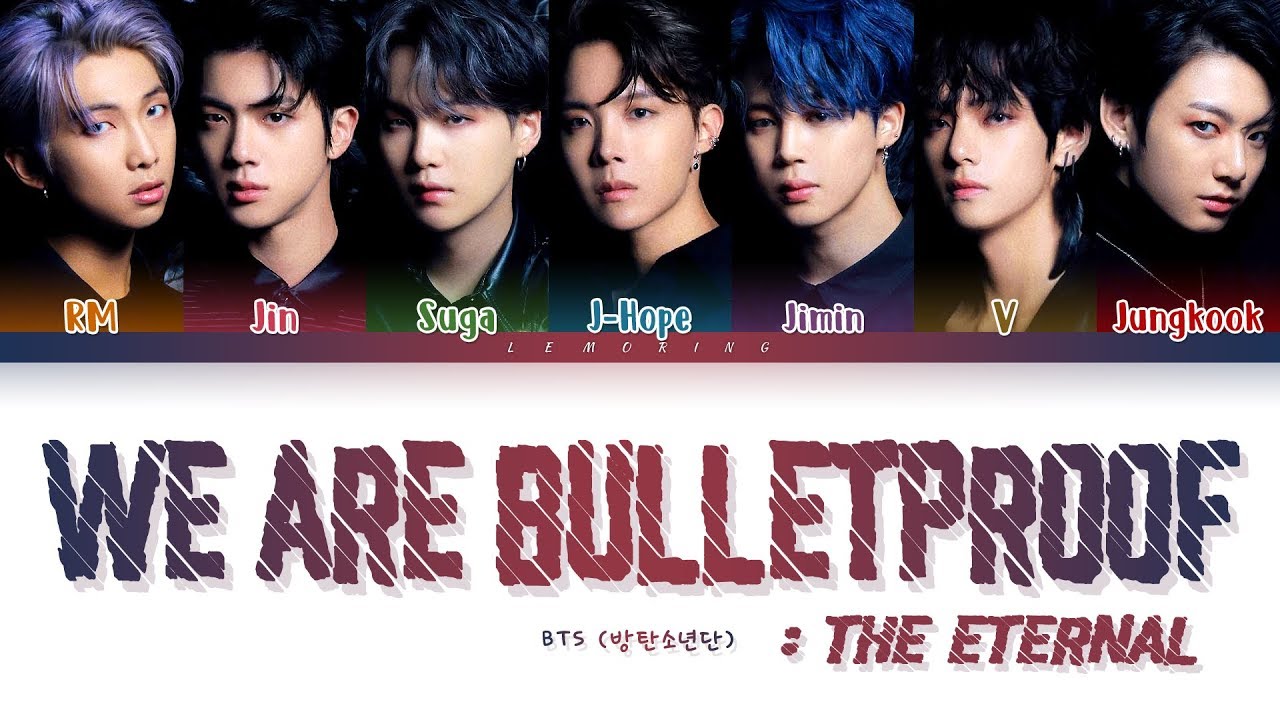 RM Jin Suga J-Hope Jimin V Jungkook
LEMORING
WE ARE BULLETPROOF
BTS (방탄소년단) : THE ETERNAL